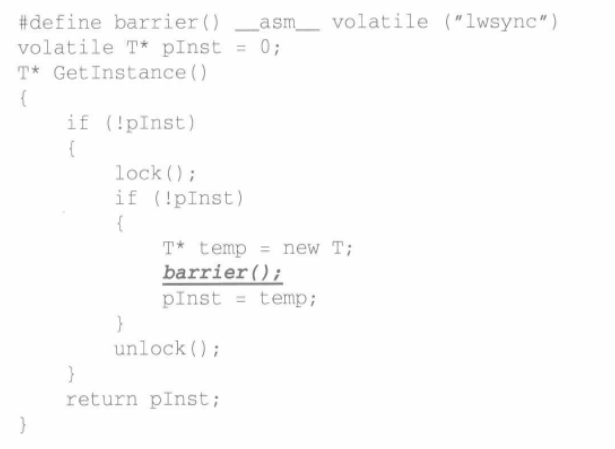 #define barrier() __asm__ volatile ("lwsync")
volatile T* pInst = 0;
T* GetInstance()
{
    if (!pInst)
    {
        lock();
        if (!pInst)
        {
            T* temp = new T;
            barrier();
            pInst = temp;
        }
        unlock();
    }
    return pInst;
}